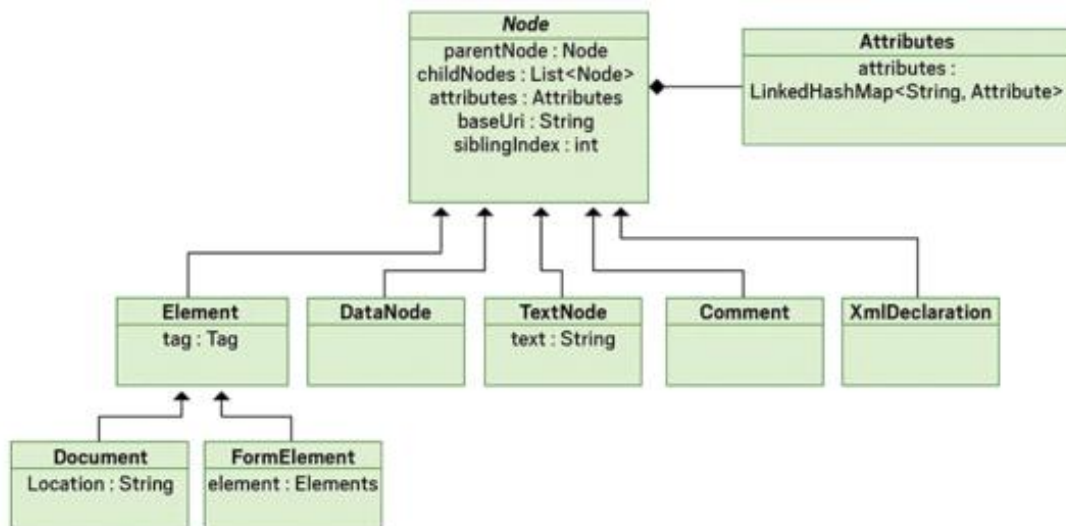 Node
parentNode : Node
childNodes : List<Node>
attributes : Attributes
baseUri : String
siblingIndex : int
Attributes
attributes :
LinkedHashMap<String, Attribute>
Element
tag : Tag
DataNode
TextNode
text : String
Comment
XmlDeclaration
Document
Location : String
FormElement
element : Elements